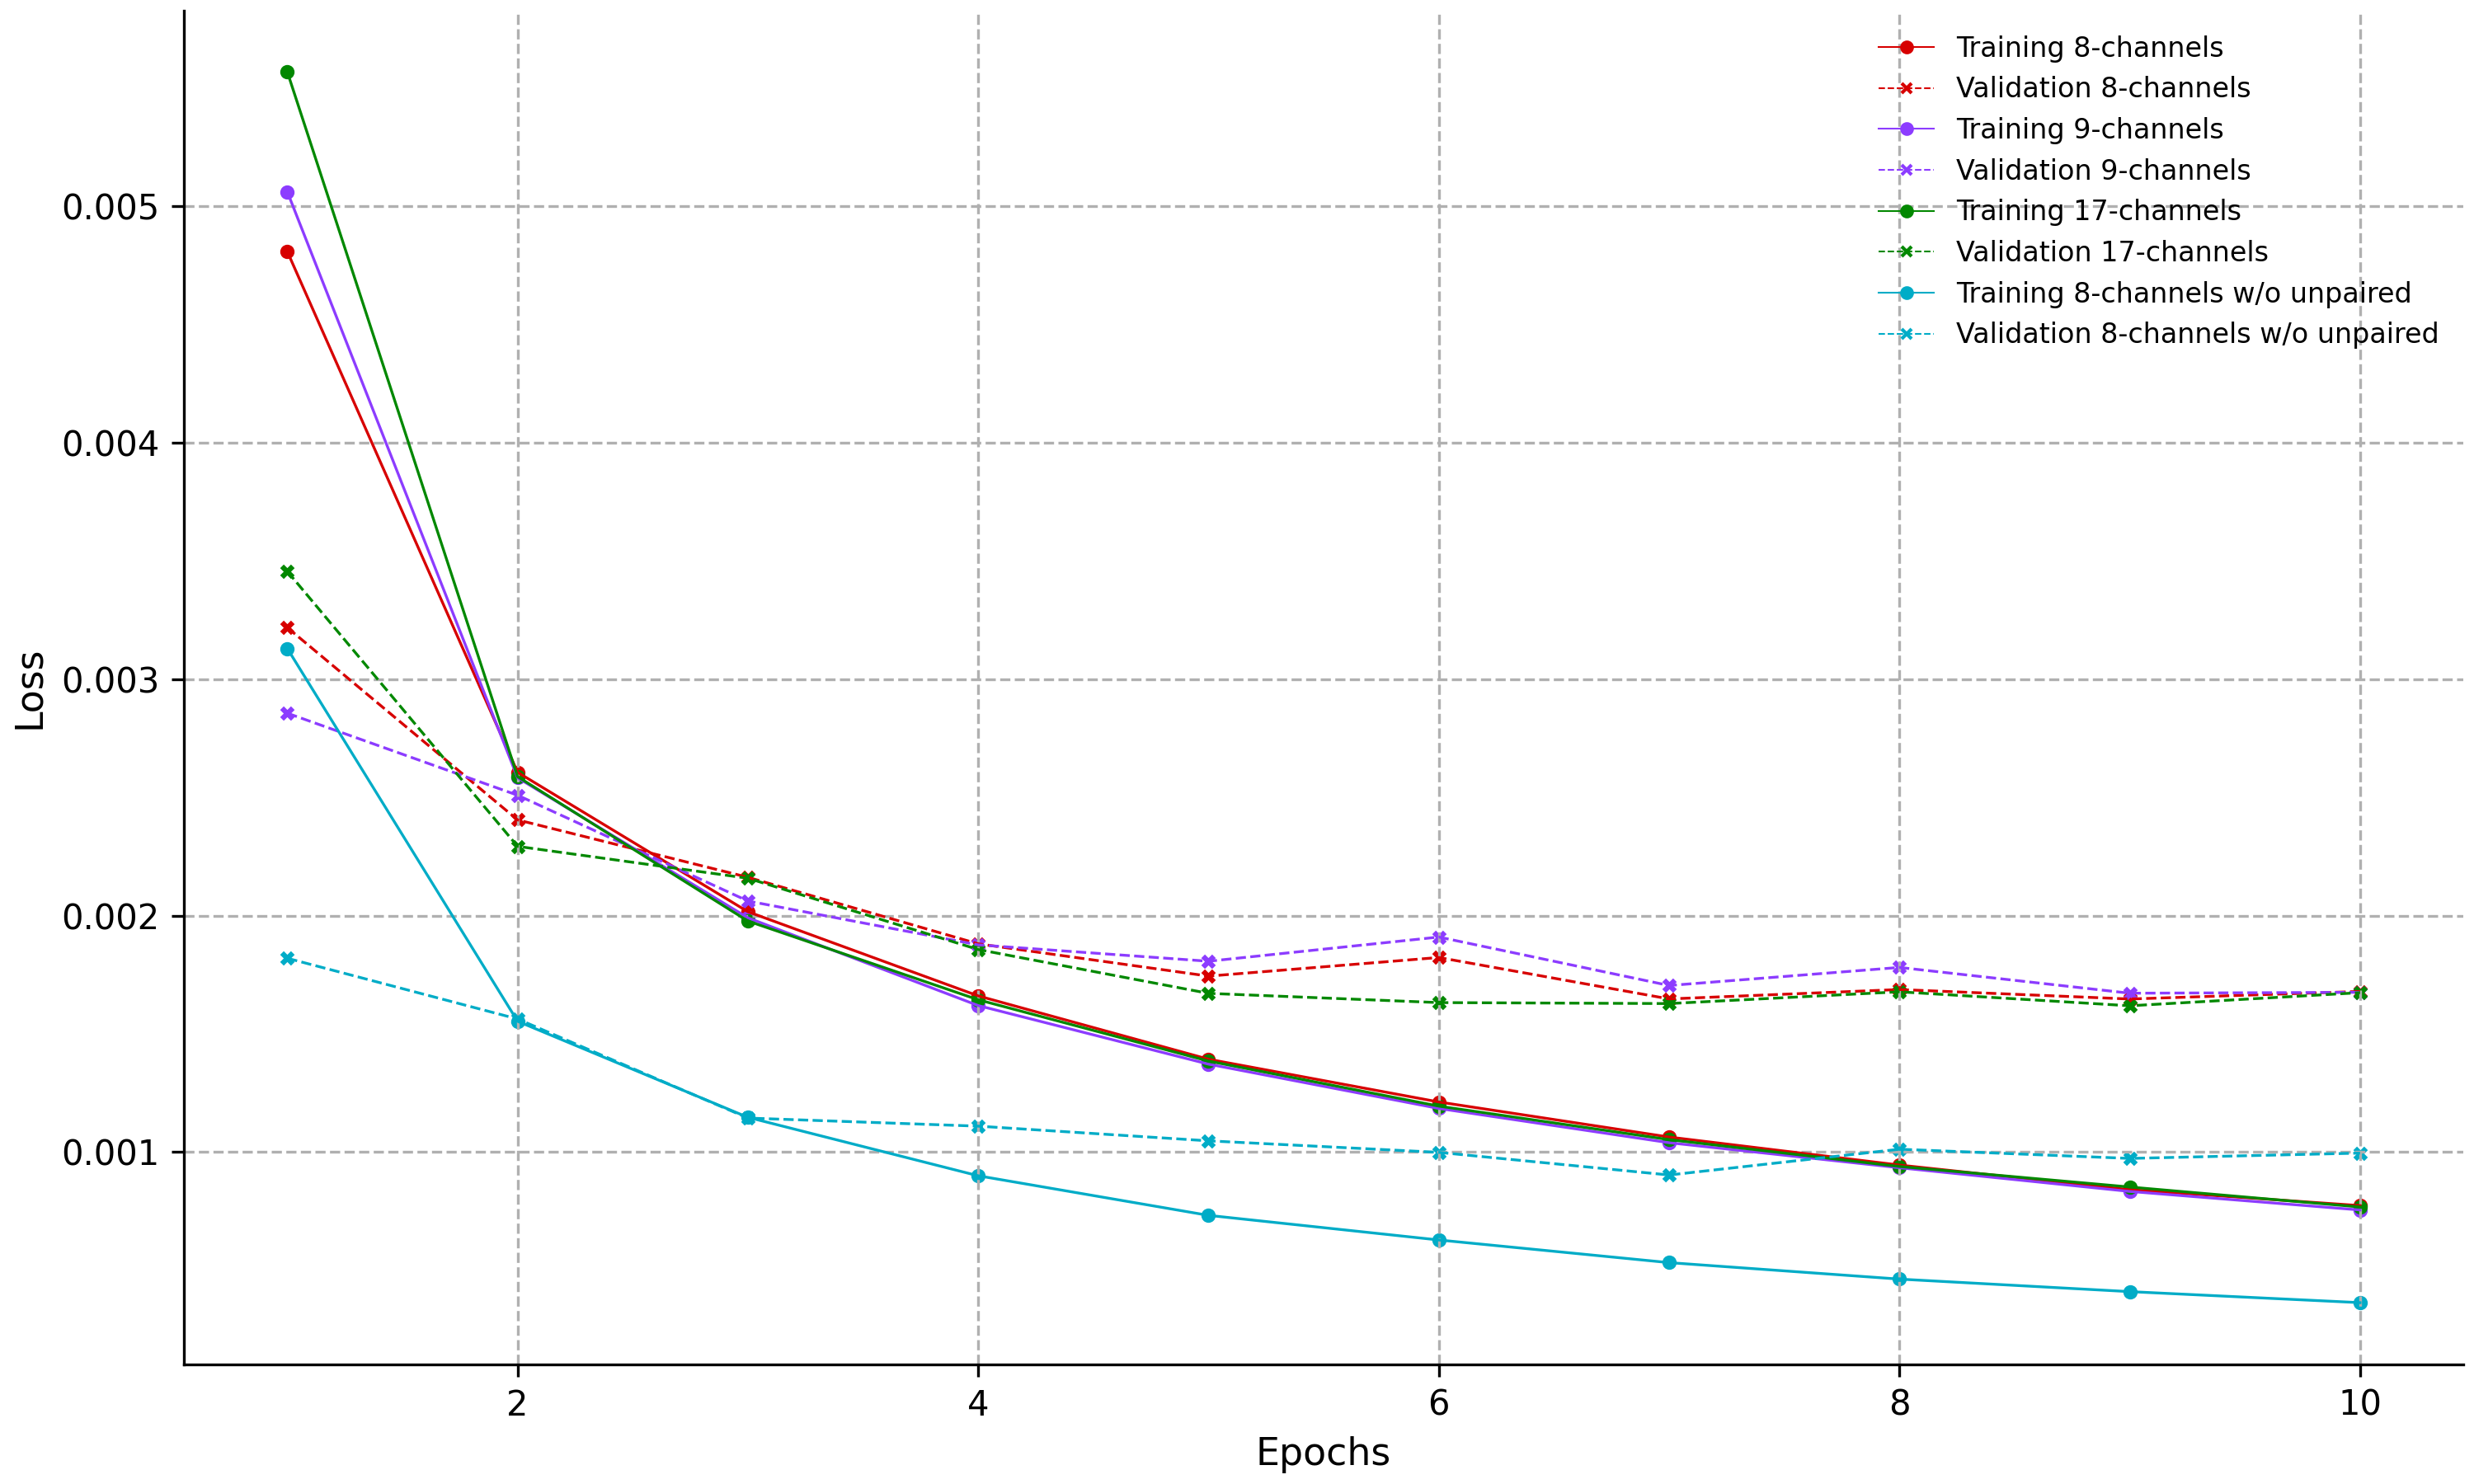 Training 8-channels
Validation 8-channels
Training 9-channels
Validation 9-channels
Training 17-channels
Validation 17-channels
Training 8-channels w/o unpaired
Validation 8-channels w/o unpaired
0.005
0.004
0.003
0.002
0.001
Loss
2 4 6 8 10
Epochs